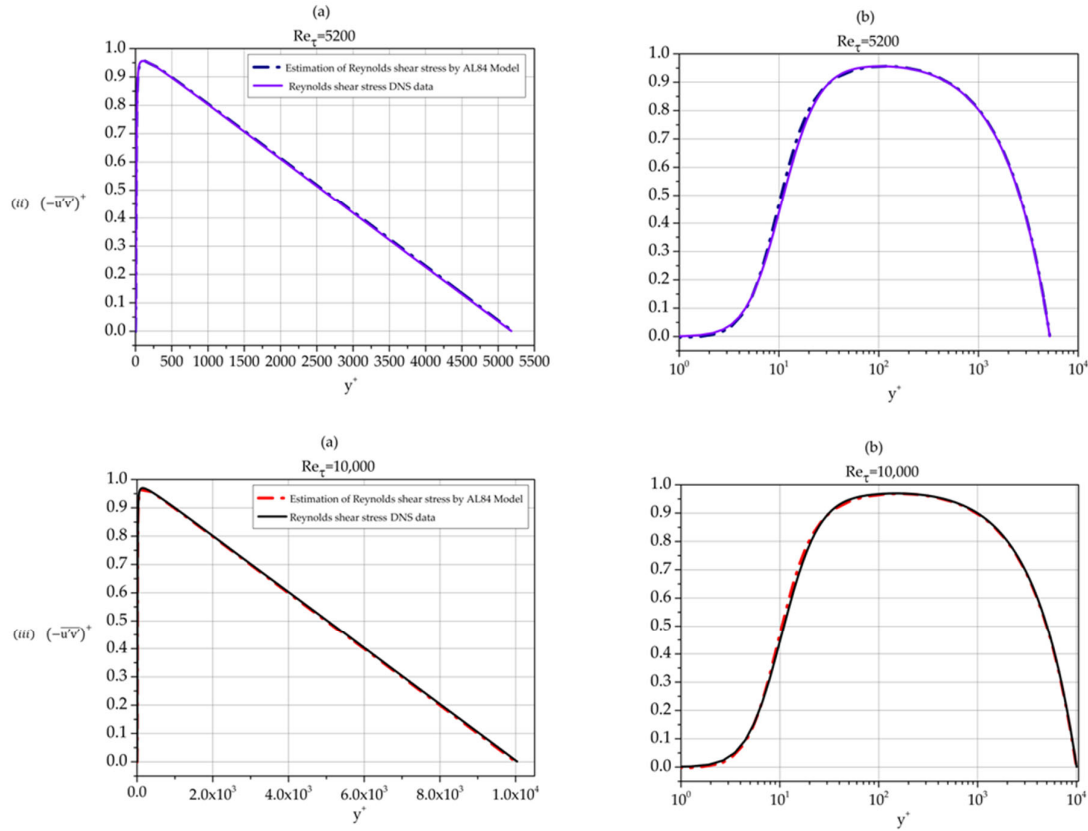 (a)
Reτ=5200
1.0
0.9
0.8
0.7
0.6
0.5
0.4
0.3
0.2
0.1
0.0
Estimation of Reynolds shear stress by AL84 Model
Reynolds shear stress DNS data
(ii) (−u′v′)⁺
0 500 1000 1500 2000 2500 3000 3500 4000 4500 5000 5500
y⁺
(b)
Reτ=5200
1.0
0.9
0.8
0.7
0.6
0.5
0.4
0.3
0.2
0.1
0.0
10⁰ 10¹ 10² 10³ 10⁴
y⁺
(a)
Reτ=10,000
1.0
0.9
0.8
0.7
0.6
0.5
0.4
0.3
0.2
0.1
0.0
Estimation of Reynolds shear stress by AL84 Model
Reynolds shear stress DNS data
(iii) (−u′v′)⁺
0.0 2.0x10³ 4.0x10³ 6.0x10³ 8.0x10³ 1.0x10⁴
y⁺
(b)
Reτ=10,000
1.0
0.9
0.8
0.7
0.6
0.5
0.4
0.3
0.2
0.1
0.0
10⁰ 10¹ 10² 10³ 10⁴
y⁺